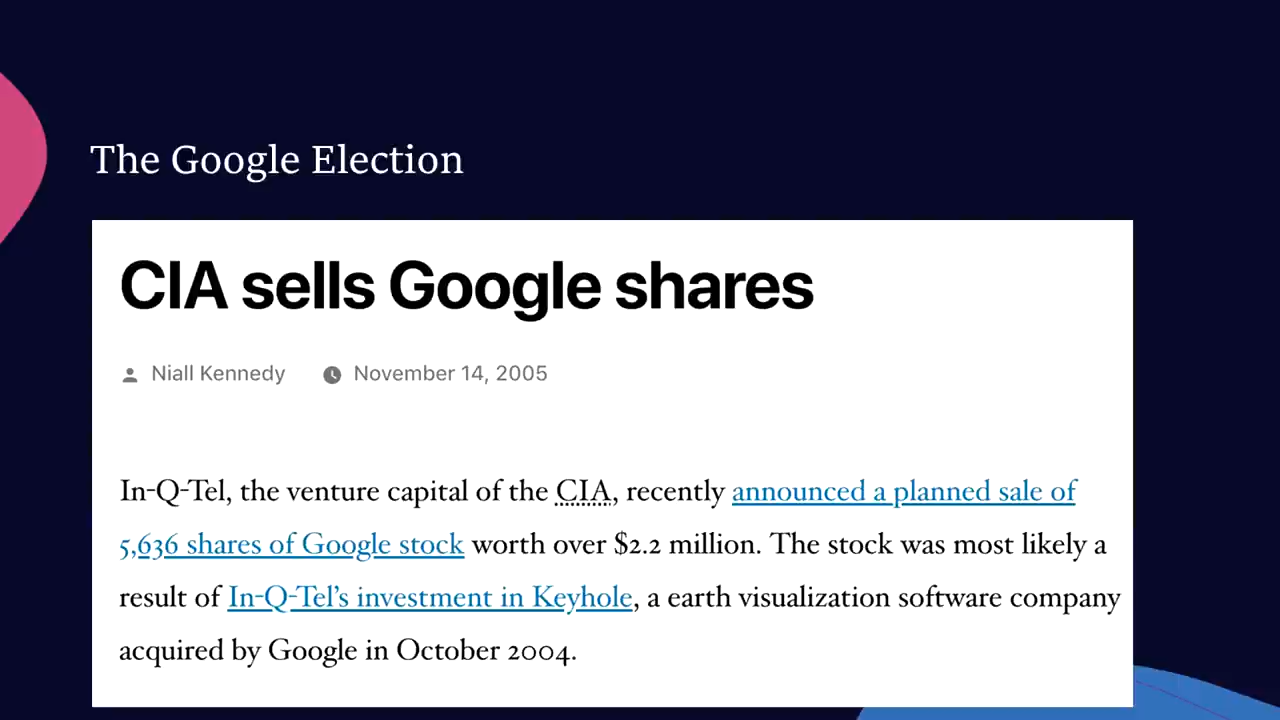 The Google Election
CIA sells Google shares
Niall Kennedy November 14, 2005
In-Q-Tel, the venture capital of the CIA, recently announced a planned sale of
5,636 shares of Google stock worth over $2.2 million. The stock was most likely a
result of In-Q-Tel’s investment in Keyhole, a earth visualization software company
acquired by Google in October 2004.